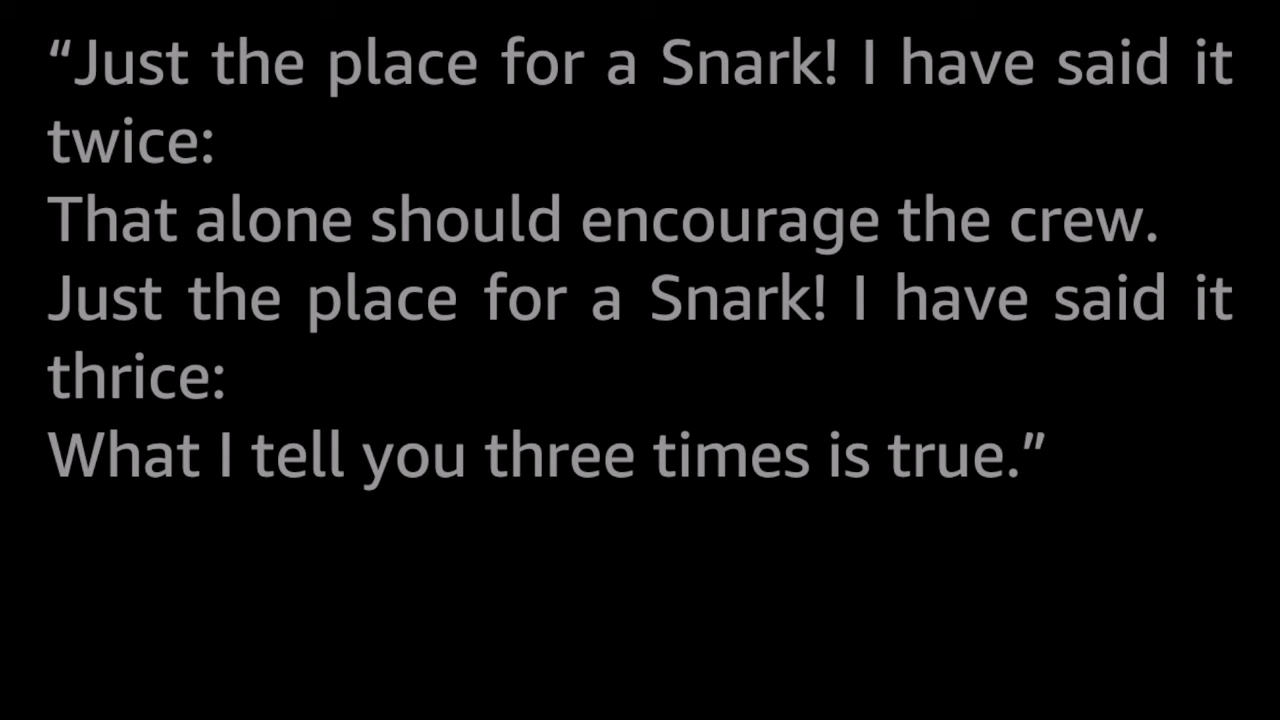 “Just the place for a Snark! I have said it
twice:
That alone should encourage the crew.
Just the place for a Snark! I have said it
thrice:
What I tell you three times is true.”